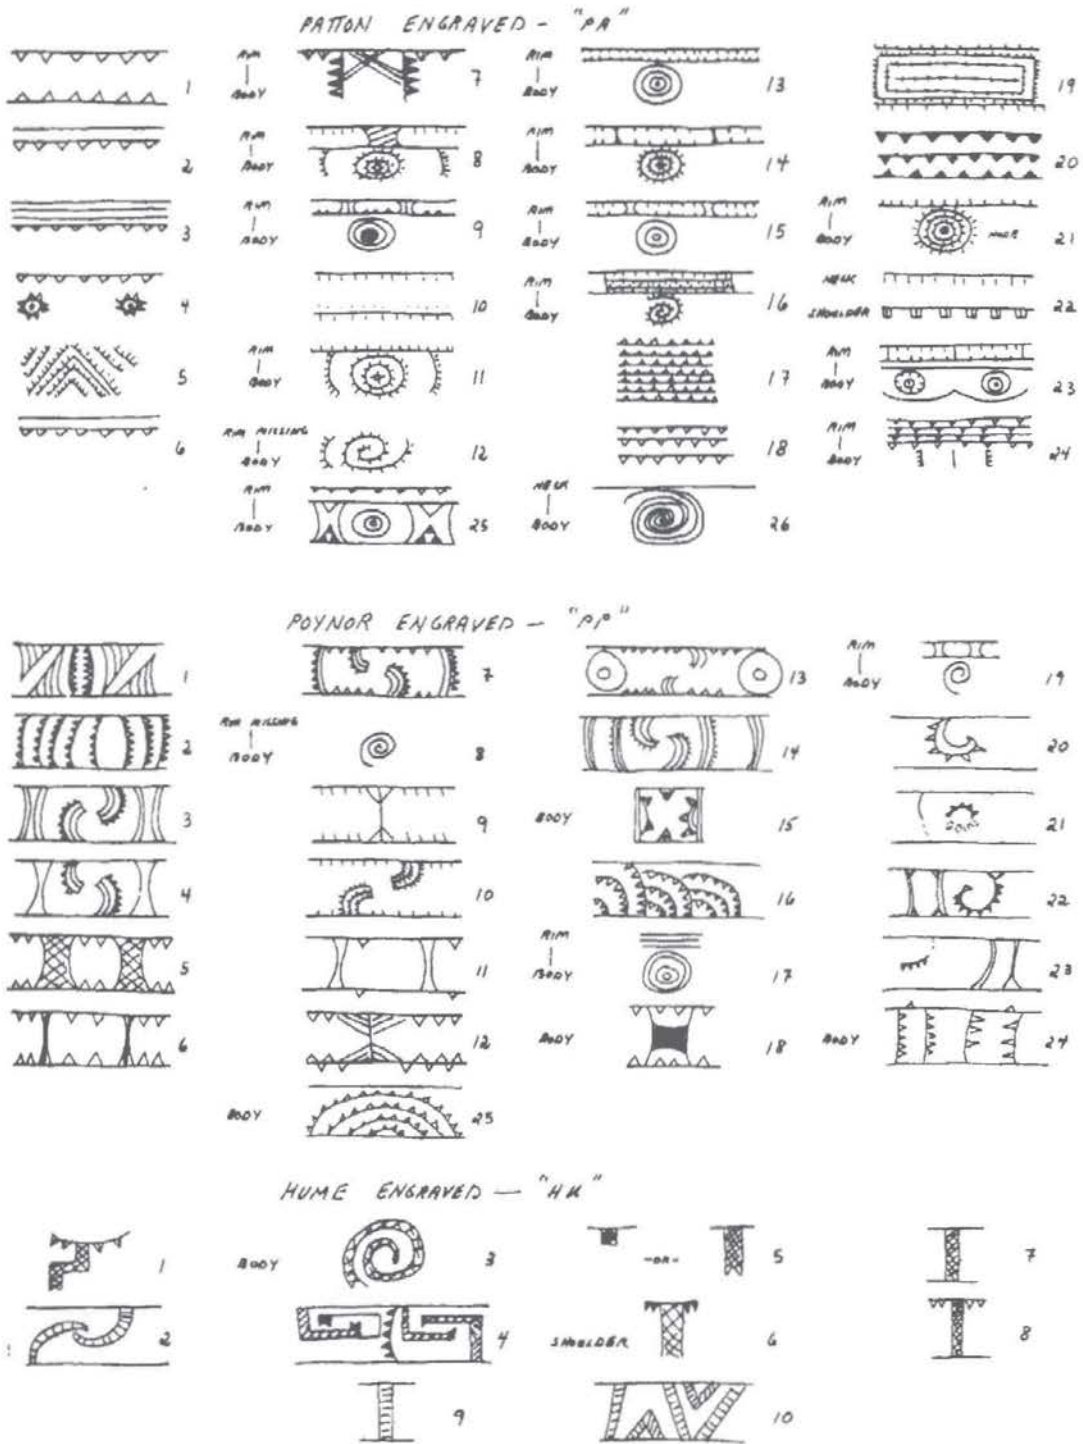 PATTON ENGRAVED - "PA"
1
RIM
BODY
7
RIM
BODY
13
19
2
RIM
BODY
8
RIM
BODY
14
20
3
RIM
BODY
9
RIM
BODY
15
RIM
BODY
21
4
10
RIM
BODY
16
NECK
SHOULDER
22
5
RIM
BODY
11
17
RIM
BODY
23
6
RIM MISSING
BODY
12
18
RIM
BODY
24
RIM
BODY
25
NECK
BODY
26
POYNOR ENGRAVED - "PP"
1
7
13
RIM
BODY
19
2
RIM MISSING
BODY
8
14
20
3
9
BODY
15
21
4
10
16
22
5
11
RIM
BODY
17
23
6
12
BODY
18
BODY
24
BODY
25
HUME ENGRAVED - "HU"
1
BODY
3
-OR-
5
7
2
4
SHOULDER
6
8
9
10